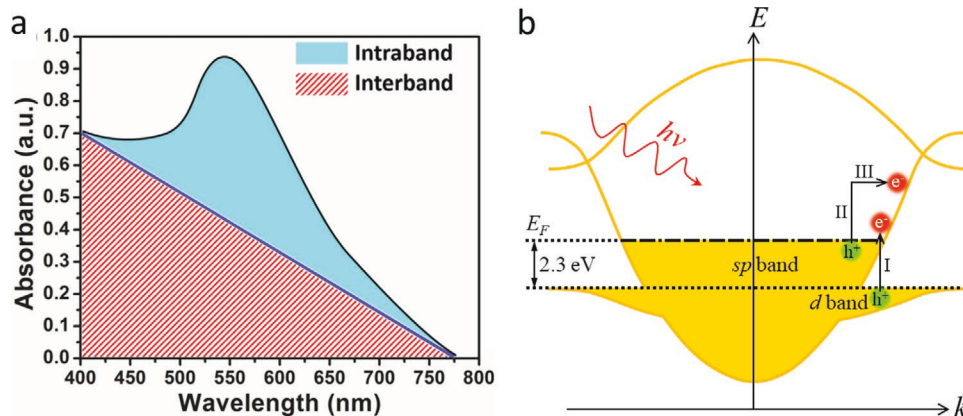 a
1.0
0.9
0.8
0.7
0.6
0.5
0.4
0.3
0.2
0.1
0.0
Absorbance (a.u.)
Intraband
Interband
400 450 500 550 600 650 700 750 800
Wavelength (nm)
b
E
hν
III
e-
II
e-
E_F
h+
2.3 eV
sp band
I
d band
h+
k